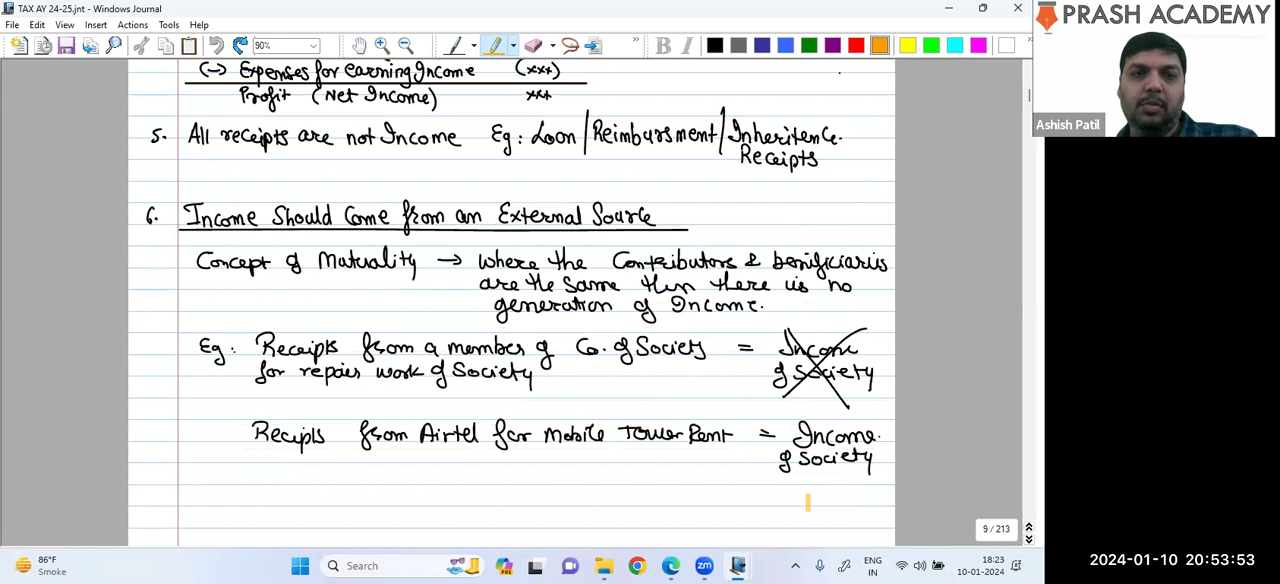 TAX AY 24-25.jnt - Windows Journal
File Edit View Insert Actions Tools Help
90%
PRASH ACADEMY
Ashish Patil
(-) Expenses for earning Income (xxx)
Profit (Net Income) xxx
5. All receipts are not Income Eg: Loan / Reimbursment / Inheritence
Receipts
6. Income Should Come from an External Source
Concept of Mutuality → where the Contributors & benificiaris
are the same then there is no
generation of Income.
Eg: Receipts from a member of Co. of Society = Income
for repair work of Society of Society
Recipts from Airtel for Mobile Tower Rent = Income
of Society
9 / 213
86°F
Smoke
Search
ENG
IN
18:23
10-01-2024
2024-01-10 20:53:53